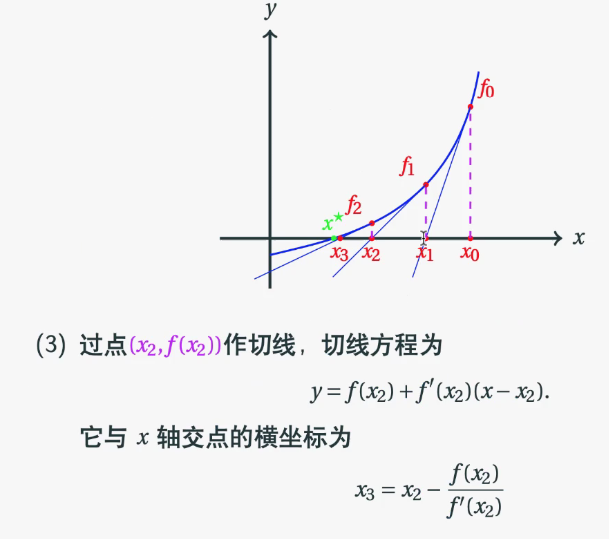 y
f₀
f₁
f₂
x*
x₃ x₂ x₁ x₀ x
(3) 过点(x₂,f(x₂))作切线，切线方程为
y = f(x₂) + f′(x₂)(x − x₂).
它与 x 轴交点的横坐标为
x₃ = x₂ − f(x₂) / f′(x₂)